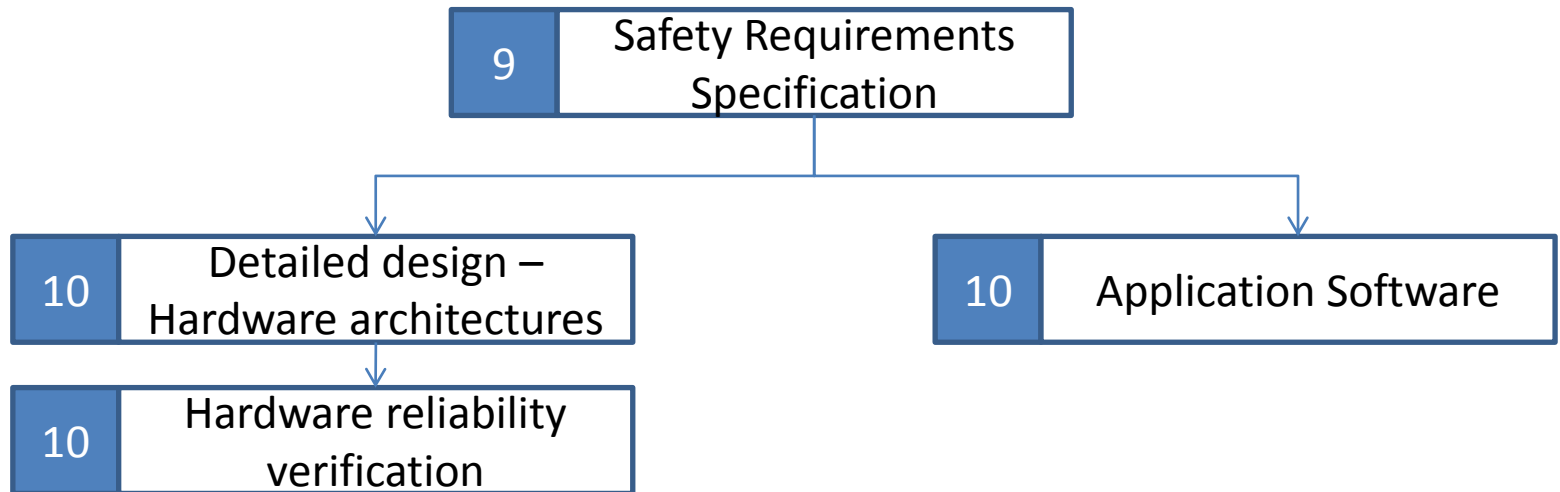 9
Safety Requirements
Specification
10
Detailed design –
Hardware architectures
10
Application Software
10
Hardware reliability
verification